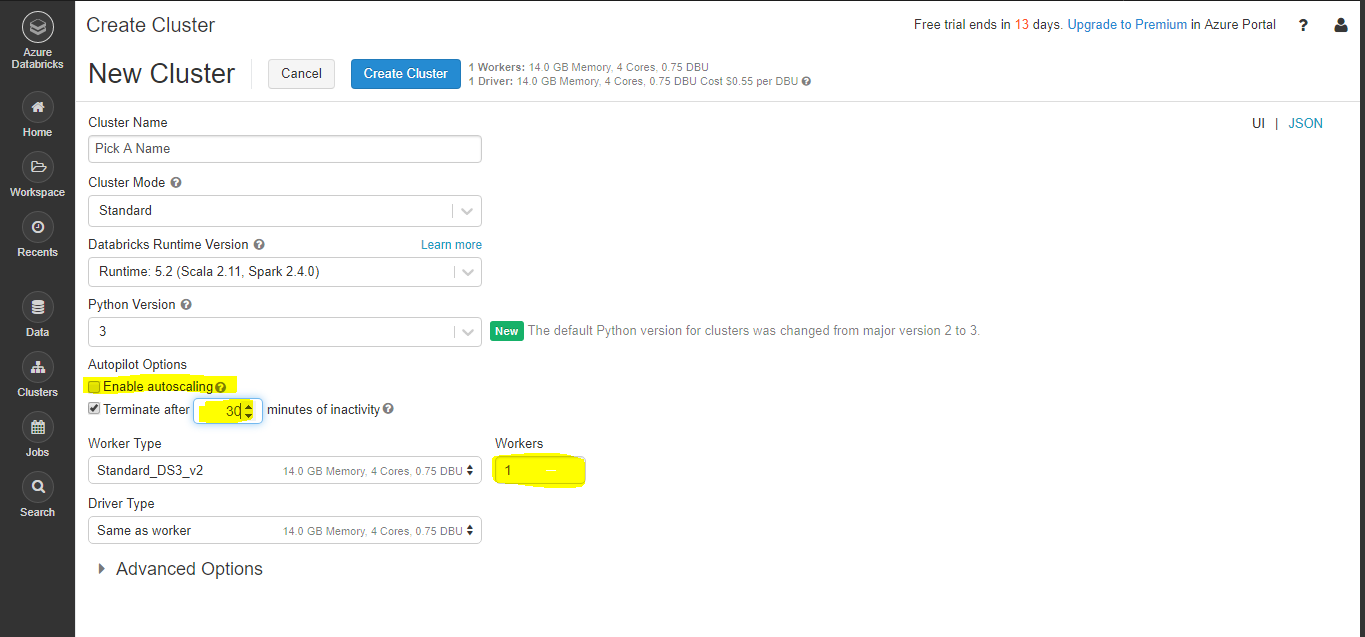 Azure
Databricks
Home
Workspace
Recents
Data
Clusters
Jobs
Search
Create Cluster
Free trial ends in 13 days. Upgrade to Premium in Azure Portal ?
New Cluster
Cancel
Create Cluster
1 Workers: 14.0 GB Memory, 4 Cores, 0.75 DBU
1 Driver: 14.0 GB Memory, 4 Cores, 0.75 DBU Cost $0.55 per DBU ?
UI | JSON
Cluster Name
Pick A Name
Cluster Mode ?
Standard
Databricks Runtime Version ? Learn more
Runtime: 5.2 (Scala 2.11, Spark 2.4.0)
Python Version ?
3
New The default Python version for clusters was changed from major version 2 to 3.
Autopilot Options
Enable autoscaling ?
Terminate after 30 minutes of inactivity ?
Worker Type Workers
Standard_DS3_v2 14.0 GB Memory, 4 Cores, 0.75 DBU 1
Driver Type
Same as worker 14.0 GB Memory, 4 Cores, 0.75 DBU
Advanced Options